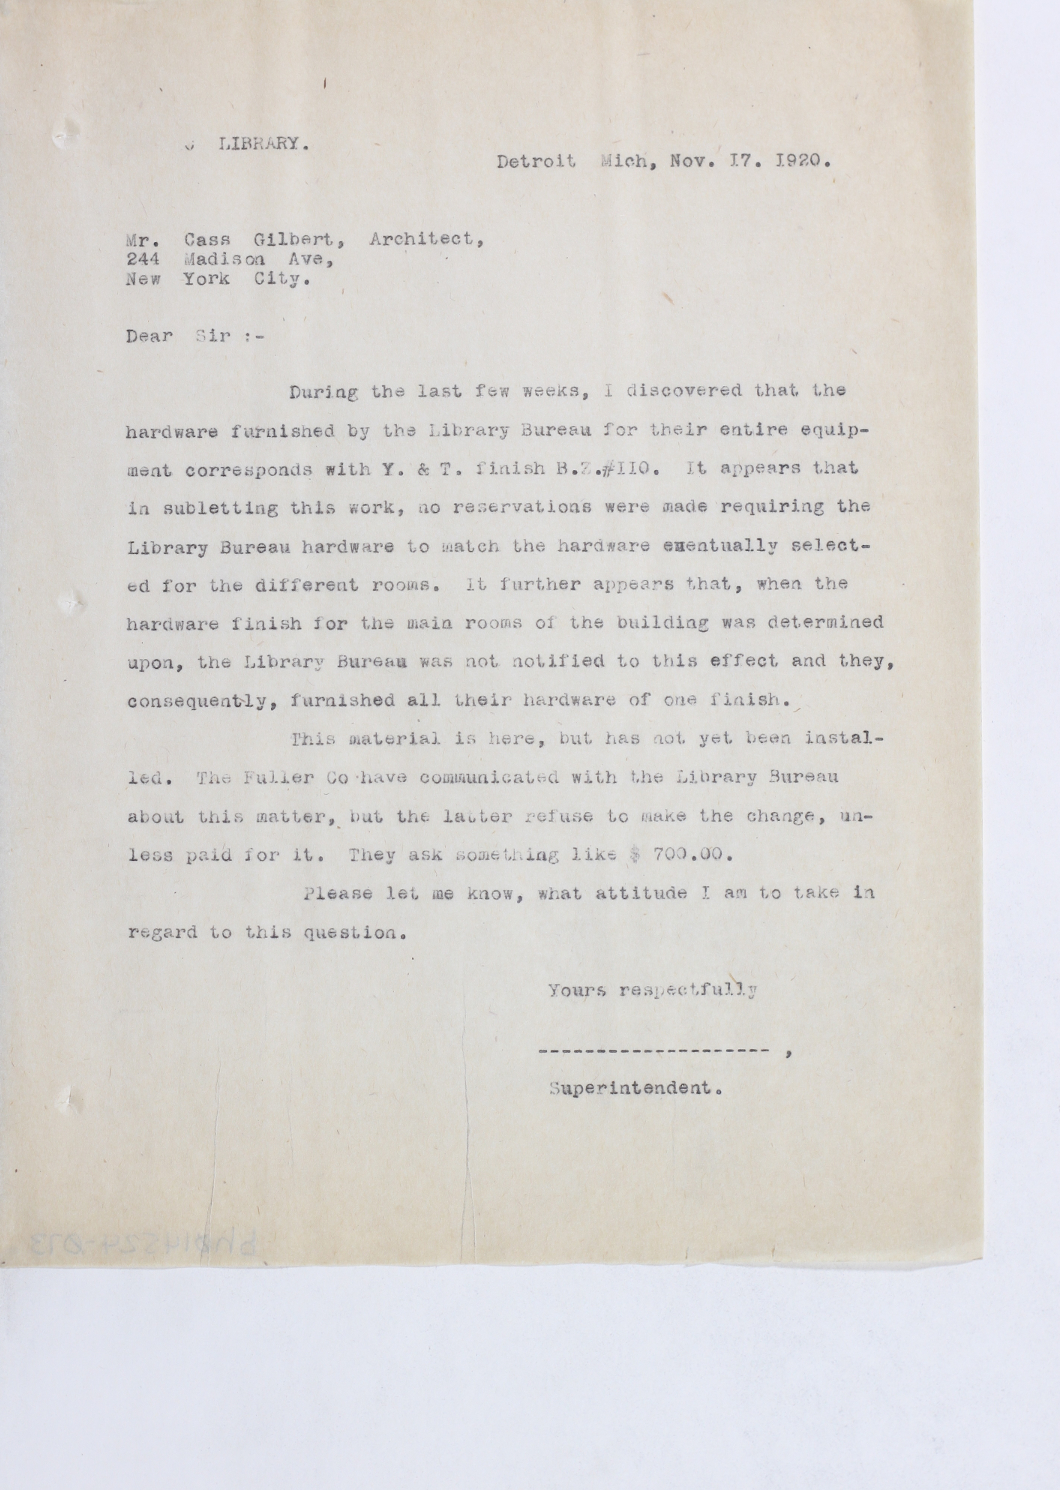 LIBRARY.
Detroit Mich, Nov. 17. 1920.
Mr. Cass Gilbert, Architect,
244 Madison Ave,
New York City.
Dear Sir :-
During the last few weeks, I discovered that the
hardware furnished by the Library Bureau for their entire equip-
ment corresponds with Y. & T. finish B.Z.#110. It appears that
in subletting this work, no reservations were made requiring the
Library Bureau hardware to match the hardware eventually select-
ed for the different rooms. It further appears that, when the
hardware finish for the main rooms of the building was determined
upon, the Library Bureau was not notified to this effect and they,
consequently, furnished all their hardware of one finish.
This material is here, but has not yet been instal-
led. The Fuller Co have communicated with the Library Bureau
about this matter, but the latter refuse to make the change, un-
less paid for it. They ask something like $ 700.00.
Please let me know, what attitude I am to take in
regard to this question.
Yours respectfully
-------------------- ,
Superintendent.